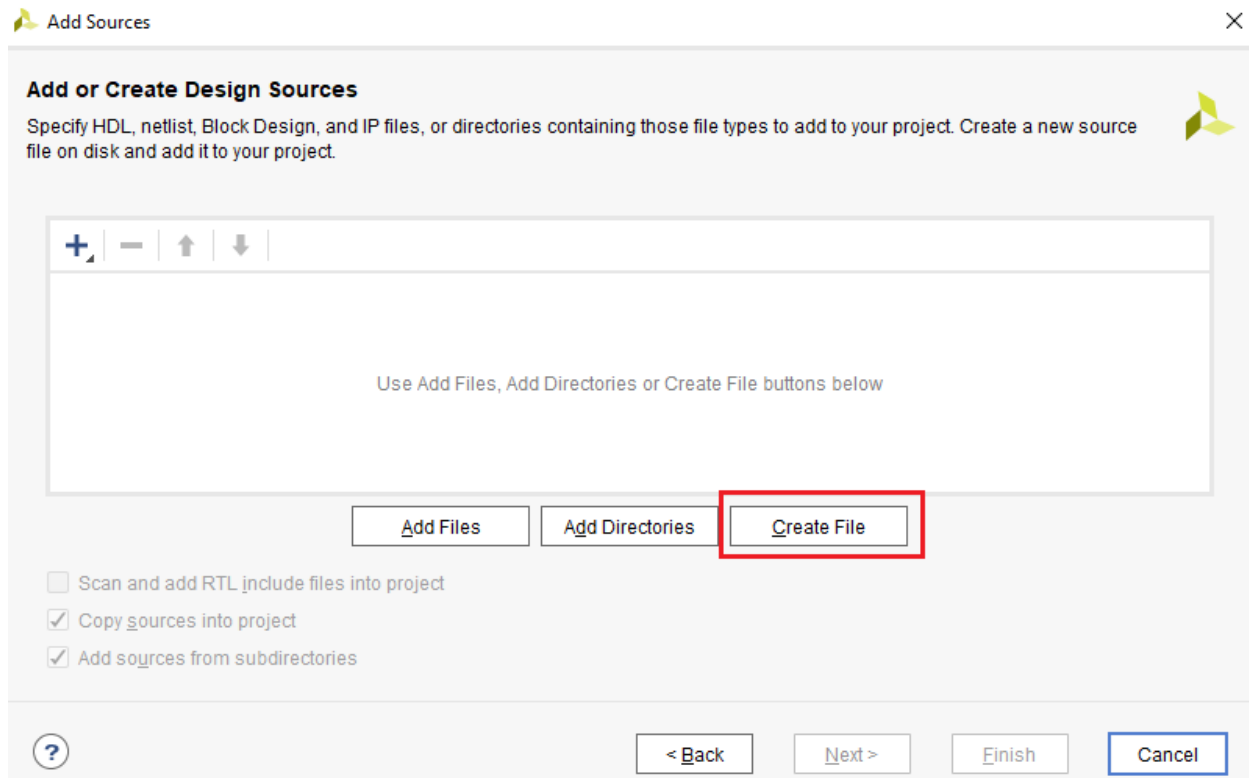 Add Sources
Add or Create Design Sources
Specify HDL, netlist, Block Design, and IP files, or directories containing those file types to add to your project. Create a new source
file on disk and add it to your project.
Use Add Files, Add Directories or Create File buttons below
Add Files Add Directories Create File
Scan and add RTL include files into project
Copy sources into project
Add sources from subdirectories
? < Back Next > Finish Cancel